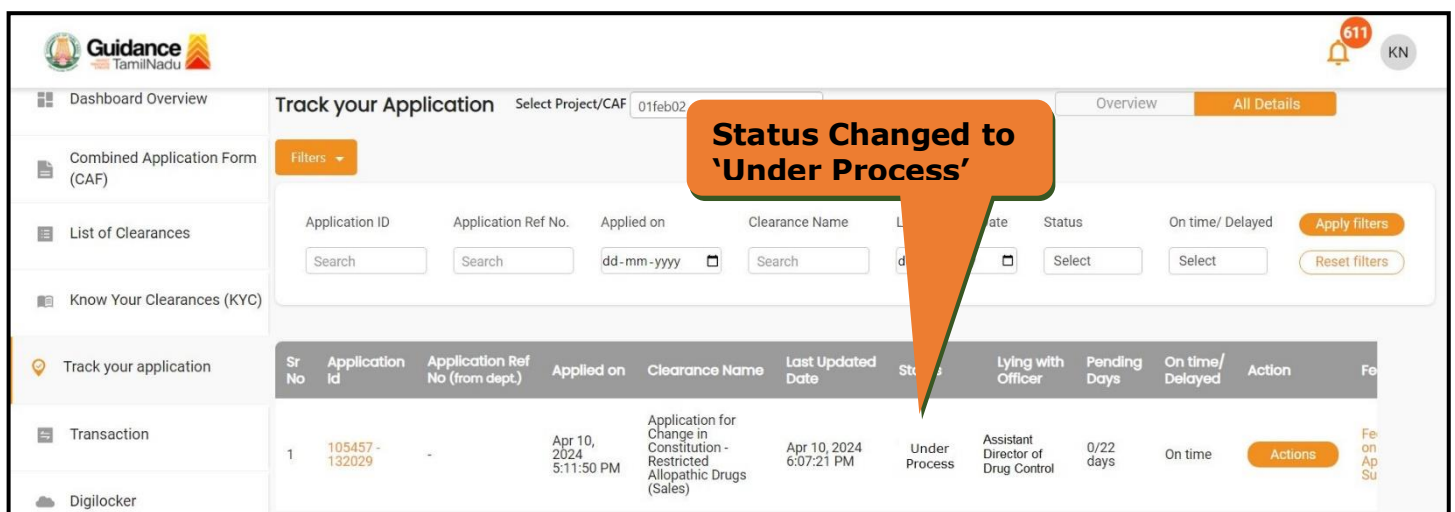 Guidance
TamilNadu
611
KN
Dashboard Overview
Track your Application
Select Project/CAF
01feb02
Overview
All Details
Status Changed to
‘Under Process’
Combined Application Form
(CAF)
Filters
List of Clearances
Application ID
Application Ref No.
Applied on
Clearance Name
Status
On time/ Delayed
Apply filters
Search
Search
dd-mm-yyyy
Search
Select
Select
Reset filters
Know Your Clearances (KYC)
Track your application
Sr
No
Application
Id
Application Ref
No (from dept.)
Applied on
Clearance Name
Last Updated
Date
Lying with
Officer
Pending
Days
On time/
Delayed
Action
Transaction
1
105457 -
132029
-
Apr 10,
2024
5:11:50 PM
Application for
Change in
Constitution -
Restricted
Allopathic Drugs
(Sales)
Apr 10, 2024
6:07:21 PM
Under
Process
Assistant
Director of
Drug Control
0/22
days
On time
Actions
Digilocker